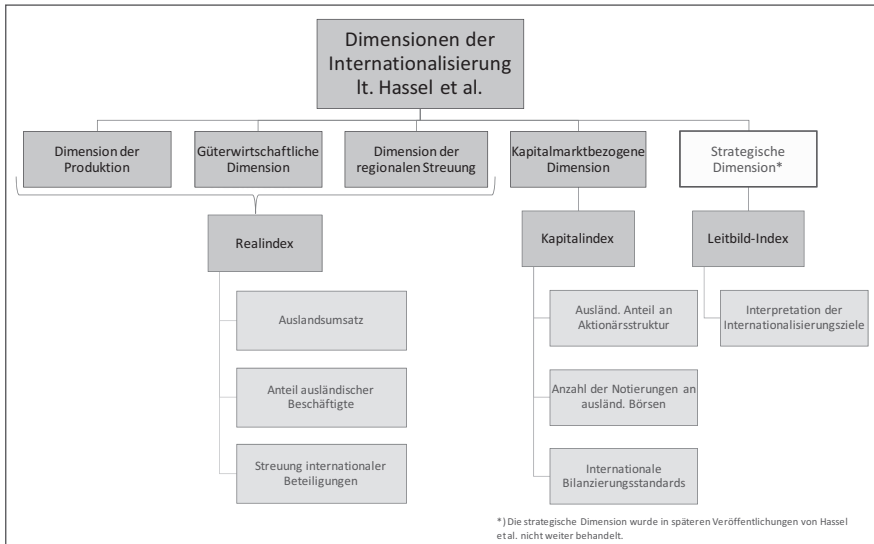 Dimensionen der
Internationalisierung
lt. Hassel et al.
Dimension der
Produktion
Güterwirtschaftliche
Dimension
Dimension der
regionalen Streuung
Kapitalmarktbezogene
Dimension
Strategische
Dimension*
Realindex
Kapitalindex
Leitbild-Index
Auslandsumsatz
Anteil ausländischer
Beschäftigte
Streuung internationaler
Beteiligungen
Ausländ. Anteil an
Aktionärsstruktur
Anzahl der Notierungen an
ausländ. Börsen
Internationale
Bilanzierungsstandards
Interpretation der
Internationalisierungsziele
*) Die strategische Dimension wurde in späteren Veröffentlichungen von Hassel
et al. nicht weiter behandelt.